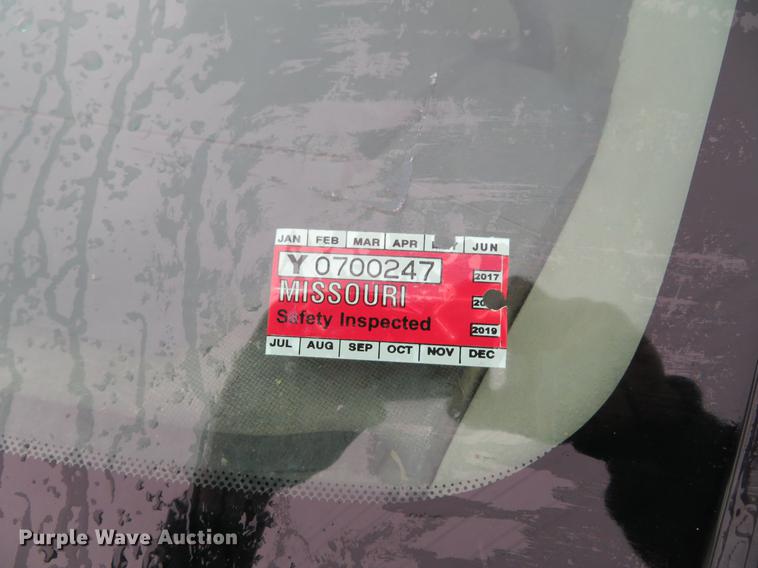 JAN FEB MAR APR JUN
Y 0700247
2017
MISSOURI
Safety Inspected
2019
JUL AUG SEP OCT NOV DEC
Purple Wave Auction